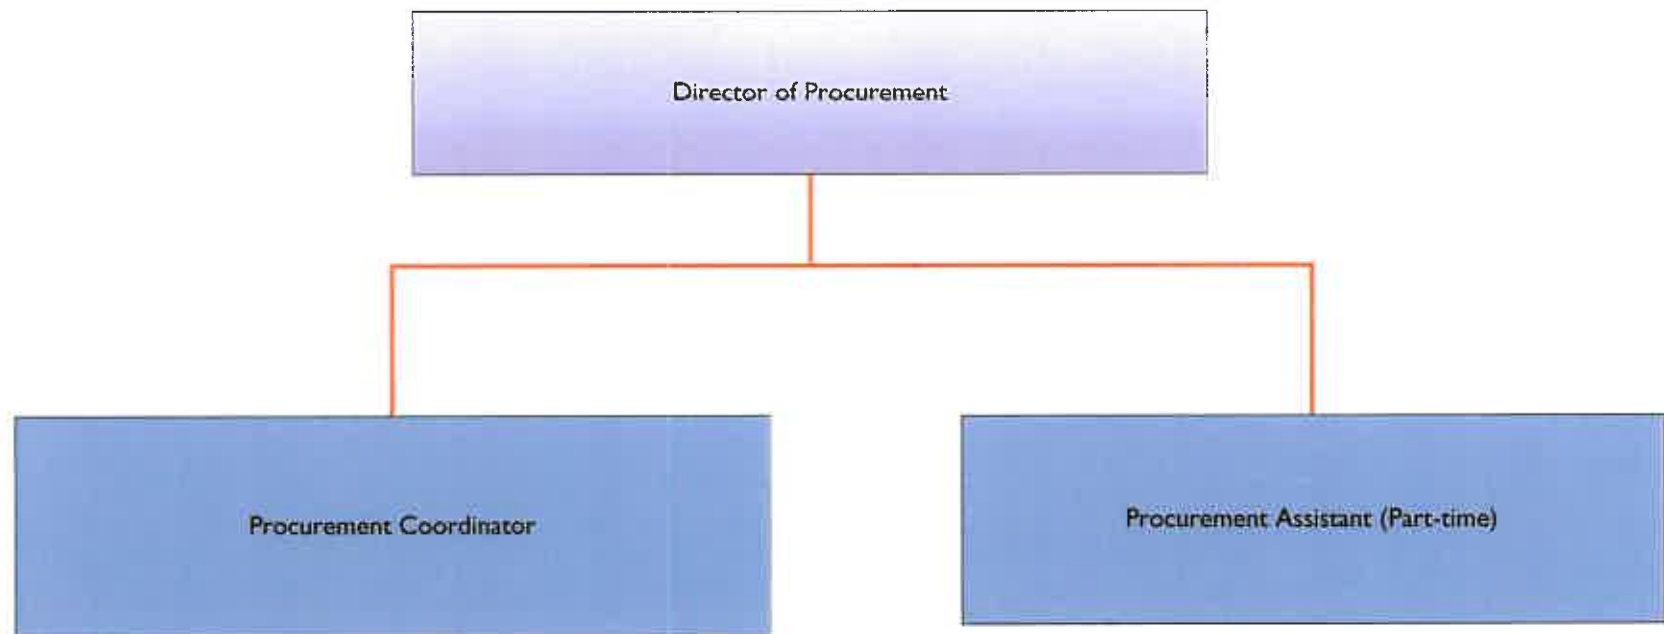 Director of Procurement
Procurement Coordinator
Procurement Assistant (Part-time)